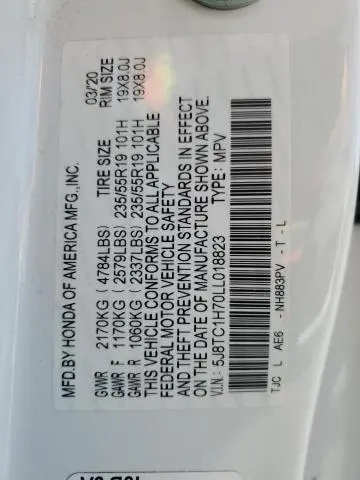 MFD.BY HONDA OF AMERICA MFG.,INC. 03/20
GVWR 2170KG (4784LBS) TIRE SIZE RIM SIZE
GAWR F 1170KG (2579LBS) 235/55R19 101H 19X8.0J
GAWR R 1060KG (2337LBS) 235/55R19 101H 19X8.0J
THIS VEHICLE CONFORMS TO ALL APPLICABLE
FEDERAL MOTOR VEHICLE SAFETY
AND THEFT PREVENTION STANDARDS IN EFFECT
ON THE DATE OF MANUFACTURE SHOWN ABOVE.
V.I.N.: 5J8TC1H70LL018823 TYPE: MPV
TJC L AE6 - NH883PV - T - L